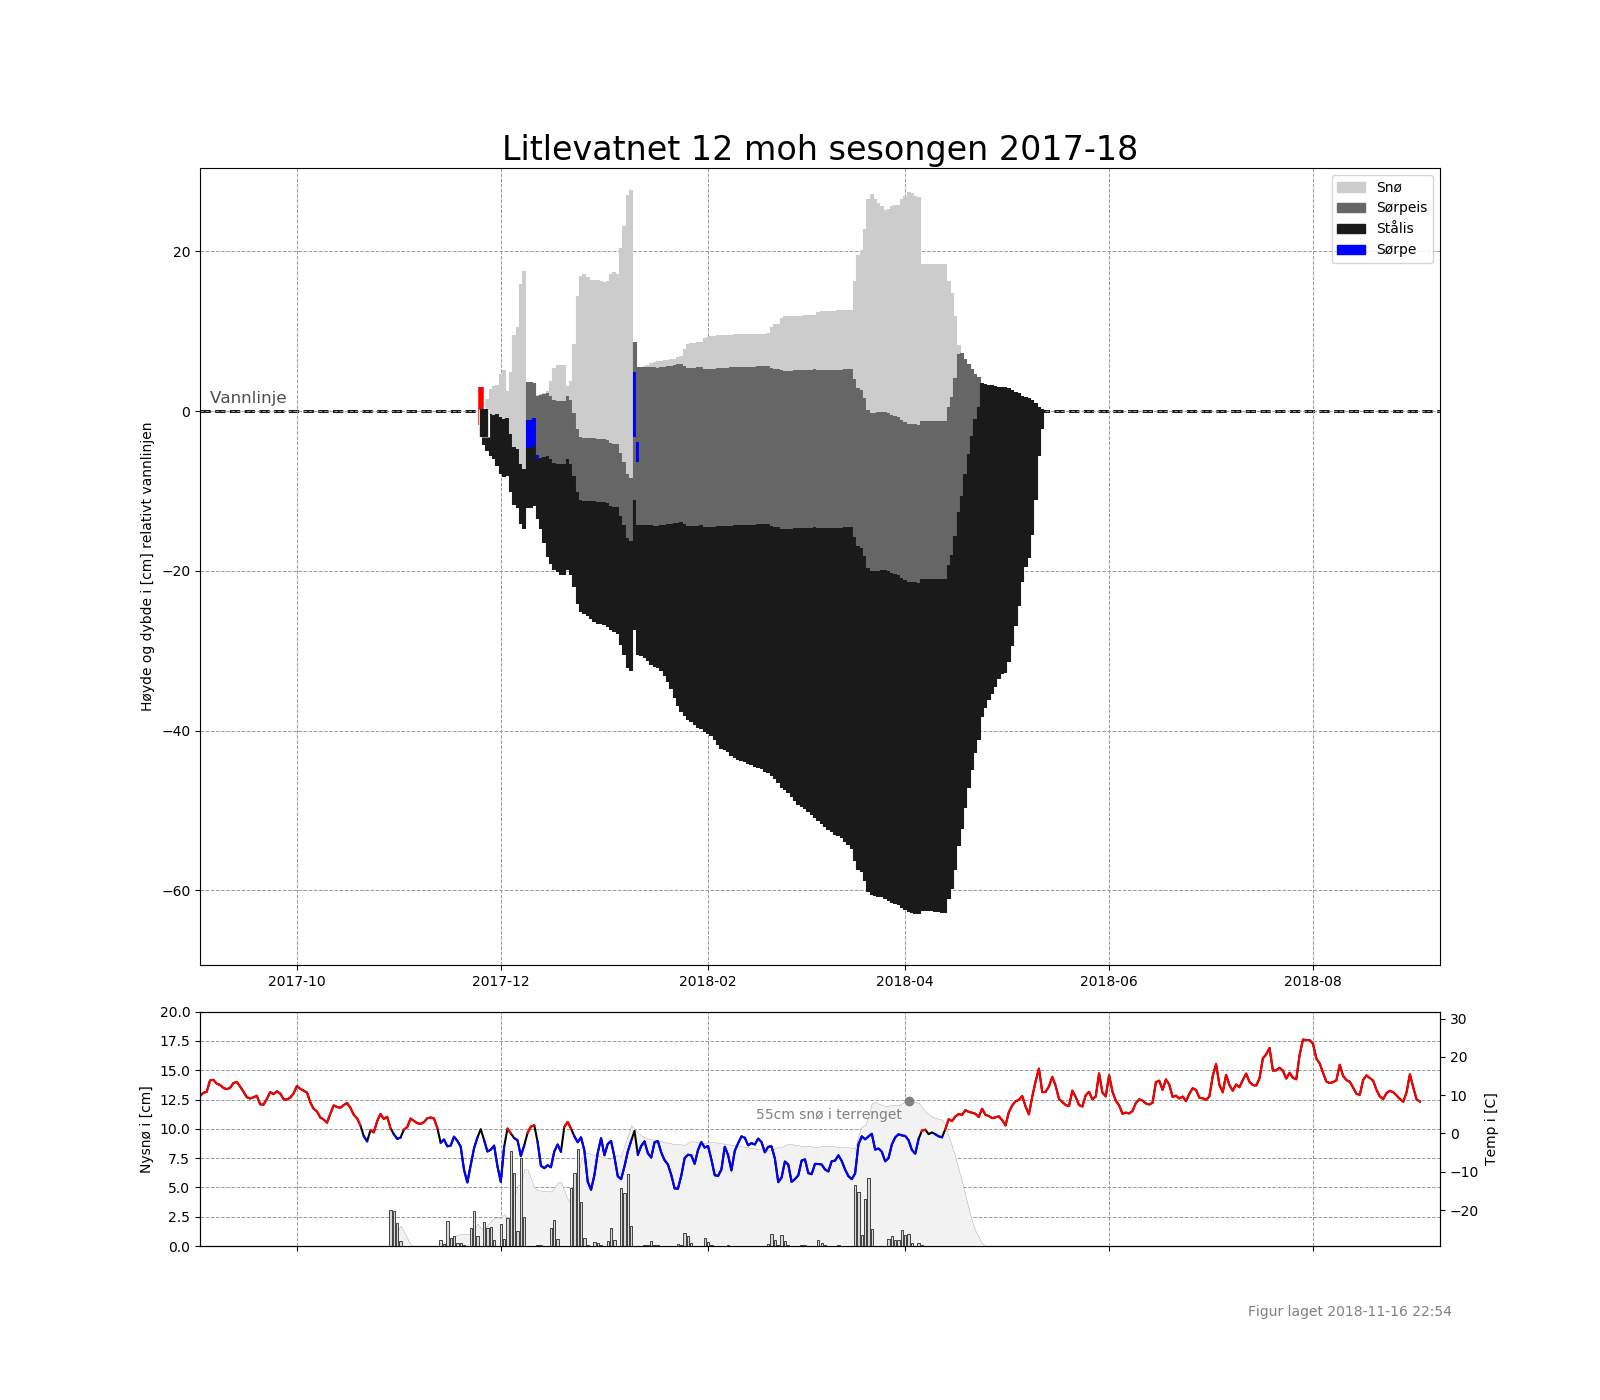 Litlevatnet 12 moh sesongen 2017-18
Snø
Sørpeis
Stålis
Sørpe
Vannlinje
Høyde og dybde i [cm] relativt vannlinjen
20
0
−20
−40
−60
2017-10 2017-12 2018-02 2018-04 2018-06 2018-08
Nysnø i [cm]
20.0
17.5
15.0
12.5
10.0
7.5
5.0
2.5
0.0
55cm snø i terrenget
30
20
10
0
−10
−20
Temp i [C]
Figur laget 2018-11-16 22:54